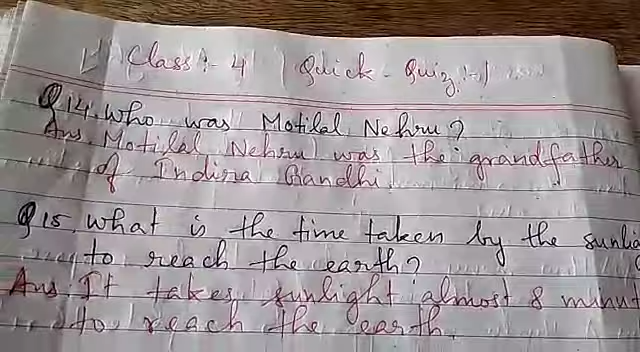 Class :- 4 Quick - Quiz :-
Q14. Who was Motilal Nehru?
Ans. Motilal Nehru was the grandfather
of Indira Gandhi.
Q15. What is the time taken by the sunlig
to reach the earth?
Ans. It takes sunlight almost 8 minut
to reach the earth.